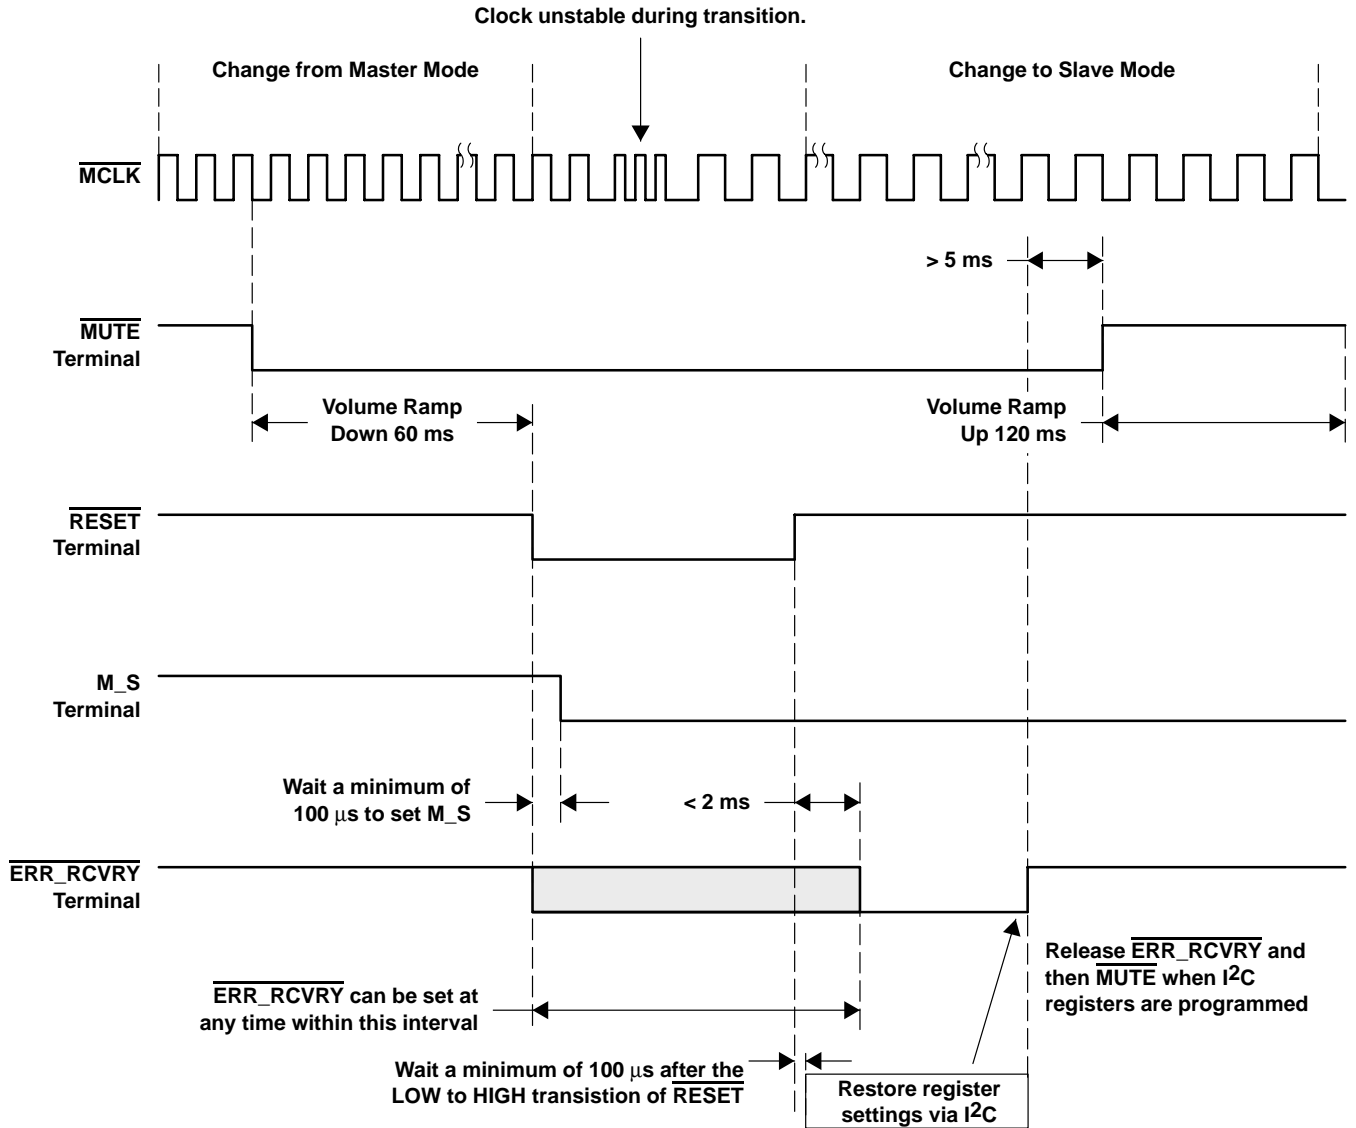 Clock unstable during transition.
Change from Master Mode
Change to Slave Mode
MCLK
> 5 ms
MUTE
Terminal
Volume Ramp
Down 60 ms
Volume Ramp
Up 120 ms
RESET
Terminal
M_S
Terminal
Wait a minimum of
100 μs to set M_S
< 2 ms
ERR_RCVRY
Terminal
Release ERR_RCVRY and
then MUTE when I2C
registers are programmed
ERR_RCVRY can be set at
any time within this interval
Wait a minimum of 100 μs after the
LOW to HIGH transistion of RESET
Restore register
settings via I2C